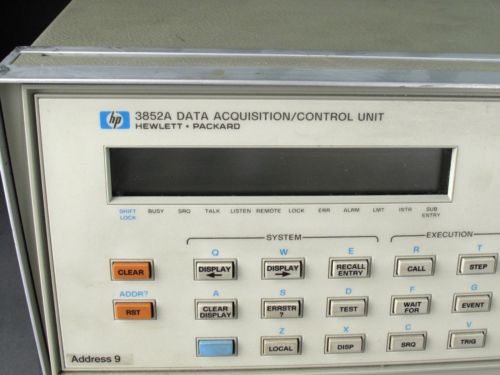 hp 3852A DATA ACQUISITION/CONTROL UNIT
HEWLETT • PACKARD
SHIFT LOCK BUSY SRQ TALK LISTEN REMOTE LOCK ERR ALRM LMT INTR SUB ENTRY
SYSTEM EXECUTION
Q W E R T
CLEAR DISPLAY ← DISPLAY → RECALL ENTRY CALL STEP
ADDR? A S D F G
RST CLEAR DISPLAY ERRSTR ? TEST WAIT FOR EVENT
Z X C V
LOCAL DISP SRQ TRIG
Address 9